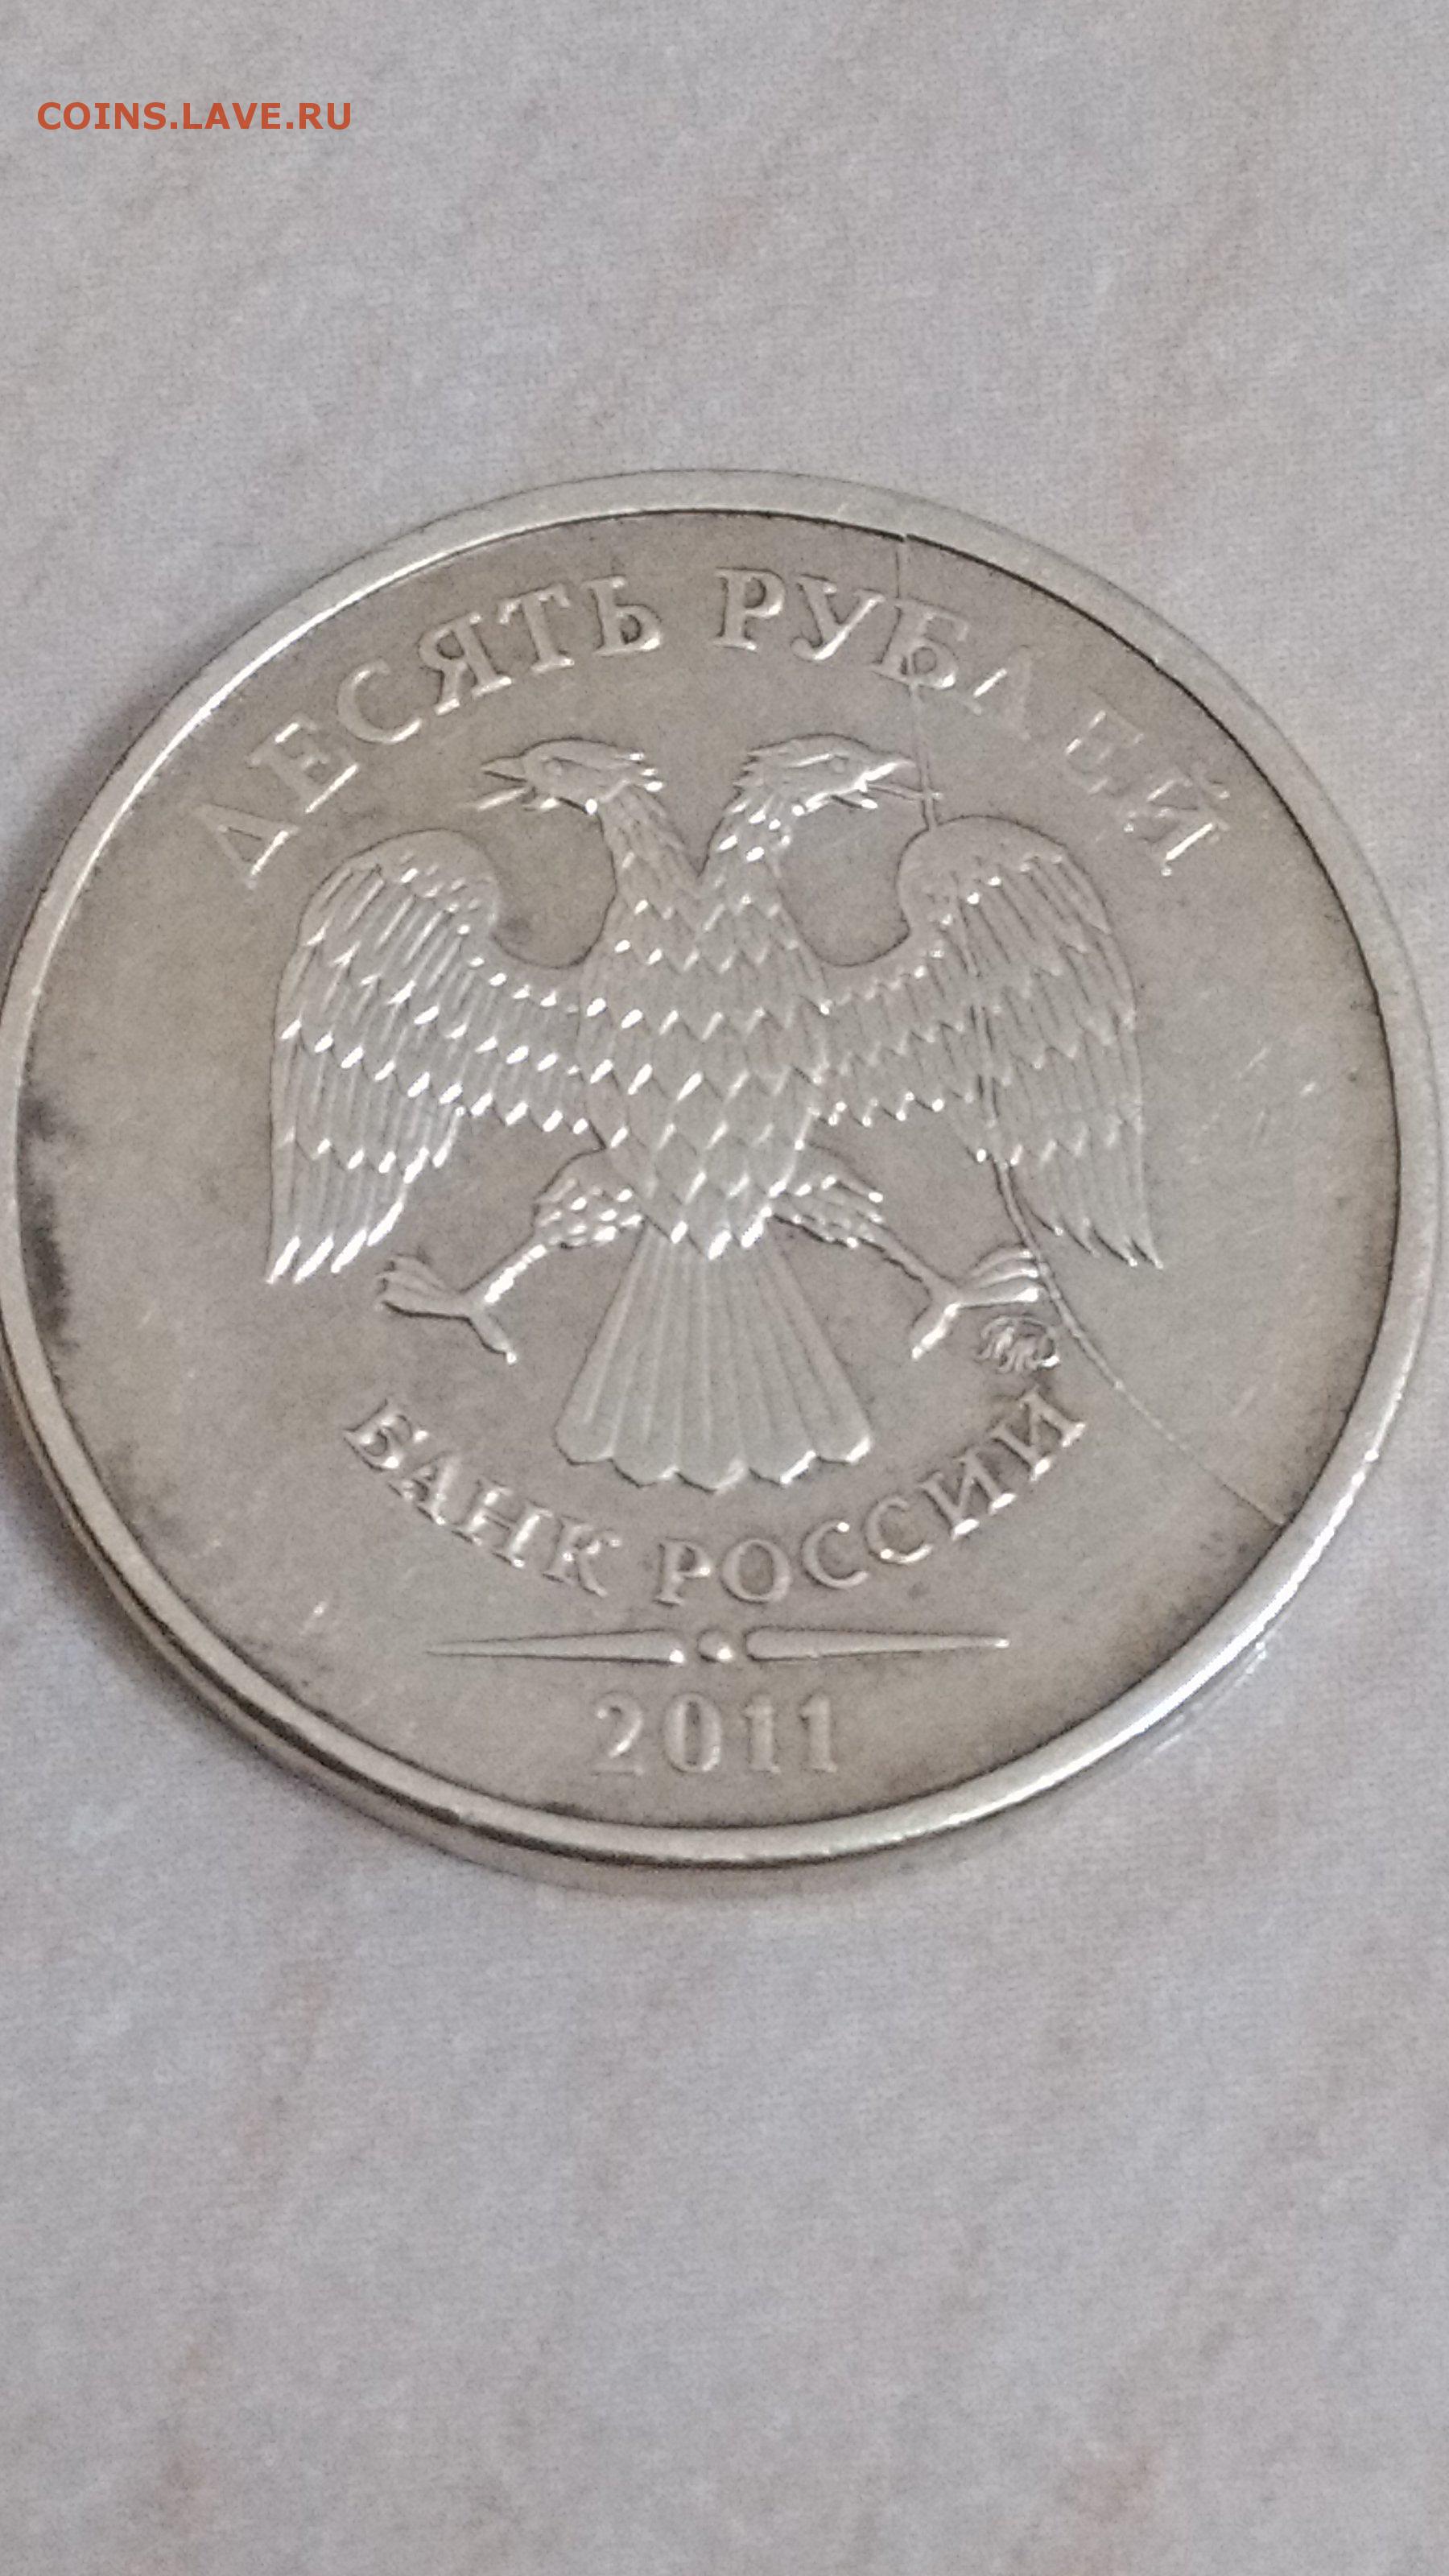 COINS.LAVE.RU
ДЕСЯТЬ РУБЛЕЙ
БАНК РОССИИ
2011